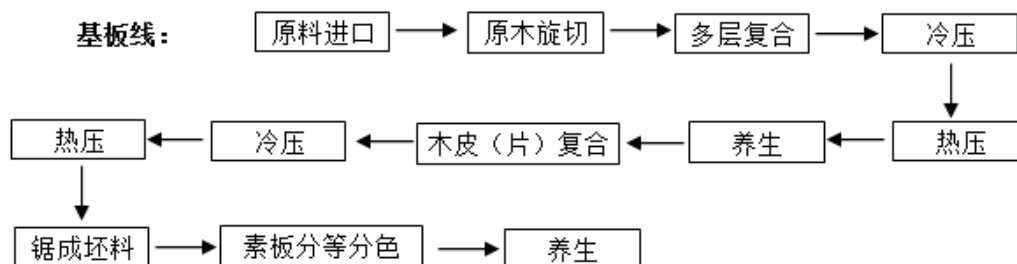 基板线： 原料进口 原木旋切 多层复合 冷压
热压 冷压 木皮（片）复合 养生 热压
锯成坯料 素板分等分色 养生